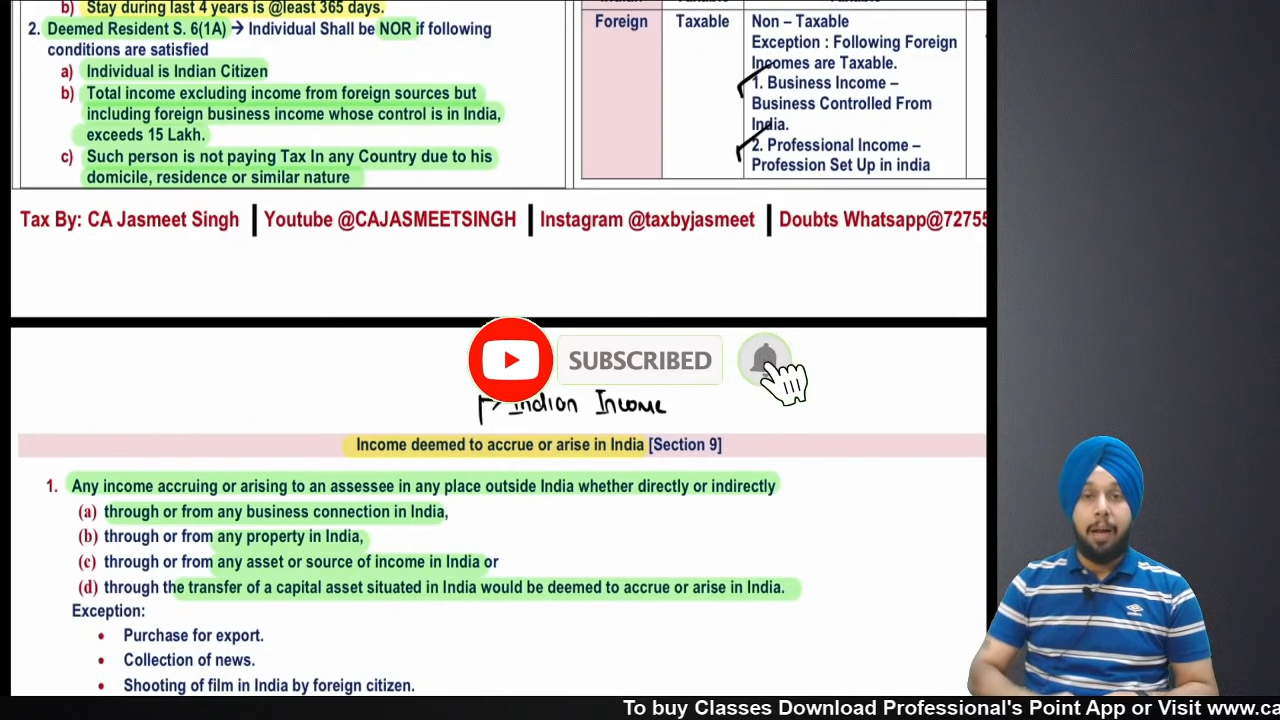 b) Stay during last 4 years is @least 365 days.
2. Deemed Resident S. 6(1A) → Individual Shall be NOR if following
conditions are satisfied
a) Individual is Indian Citizen
b) Total income excluding income from foreign sources but
including foreign business income whose control is in India,
exceeds 15 Lakh.
c) Such person is not paying Tax In any Country due to his
domicile, residence or similar nature
Foreign
Taxable
Non – Taxable
Exception : Following Foreign
Incomes are Taxable.
1. Business Income –
Business Controlled From
India.
2. Professional Income –
Profession Set Up in india
Tax By: CA Jasmeet Singh | Youtube @CAJASMEETSINGH | Instagram @taxbyjasmeet | Doubts Whatsapp@72755
SUBSCRIBED
Indian Income
Income deemed to accrue or arise in India [Section 9]
1. Any income accruing or arising to an assessee in any place outside India whether directly or indirectly
(a) through or from any business connection in India,
(b) through or from any property in India,
(c) through or from any asset or source of income in India or
(d) through the transfer of a capital asset situated in India would be deemed to accrue or arise in India.
Exception:
• Purchase for export.
• Collection of news.
• Shooting of film in India by foreign citizen.
To buy Classes Download Professional's Point App or Visit www.ca